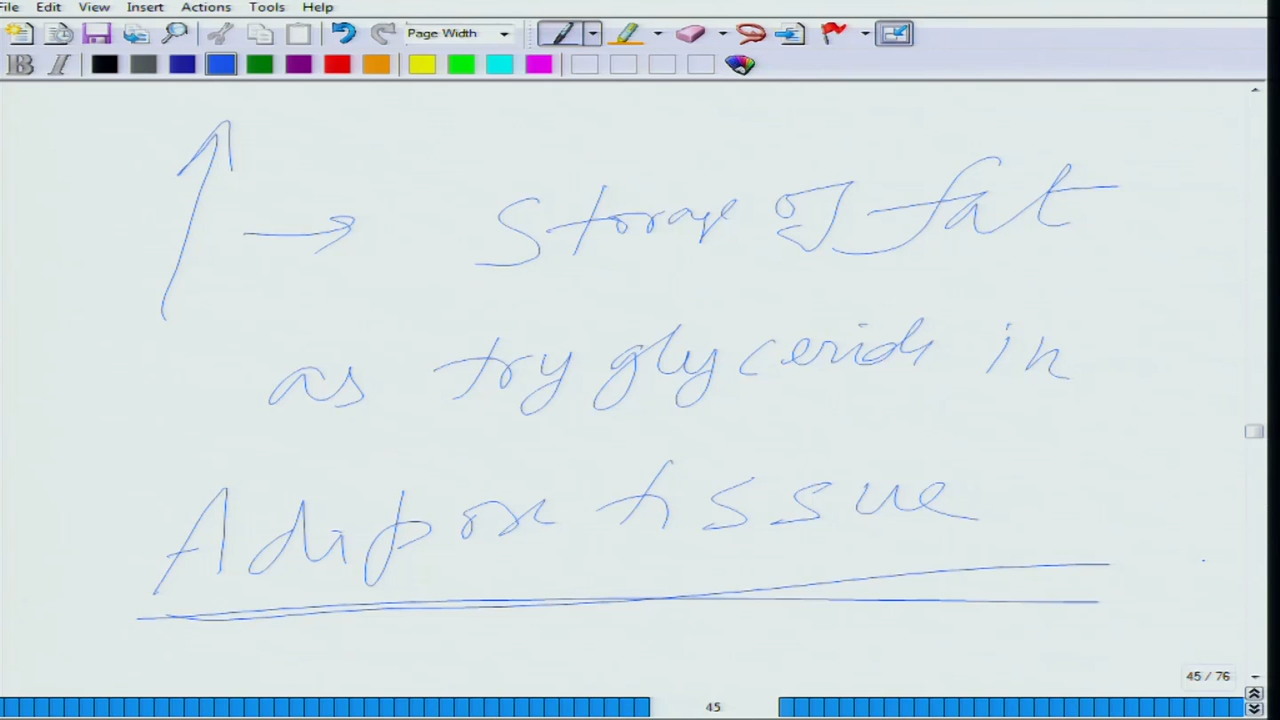 File Edit View Insert Actions Tools Help
Page Width
B I
→ Storage of fat
as tryglyceride in
Adipose tissue
45 / 76
45